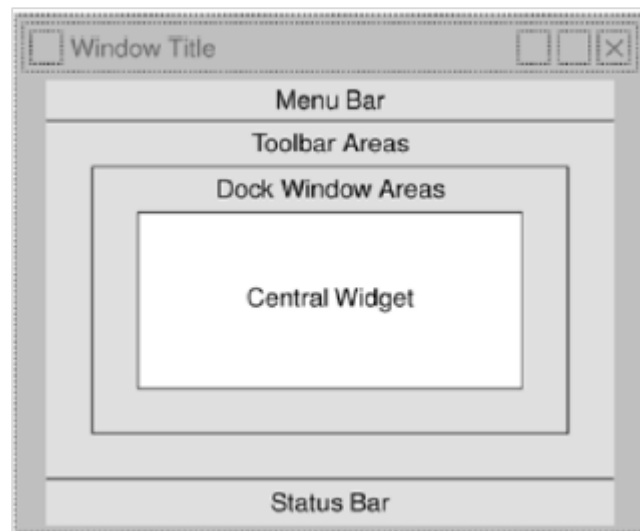 Window Title
Menu Bar
Toolbar Areas
Dock Window Areas
Central Widget
Status Bar